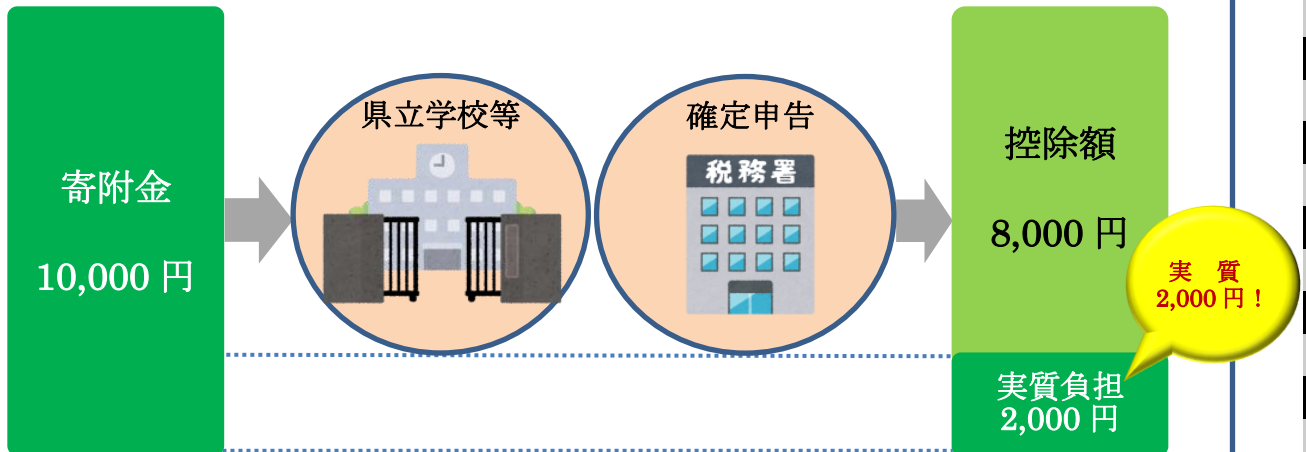 寄附金
10,000 円
県立学校等
確定申告
税務署
控除額
8,000 円
実 質
2,000 円！
実質負担
2,000 円